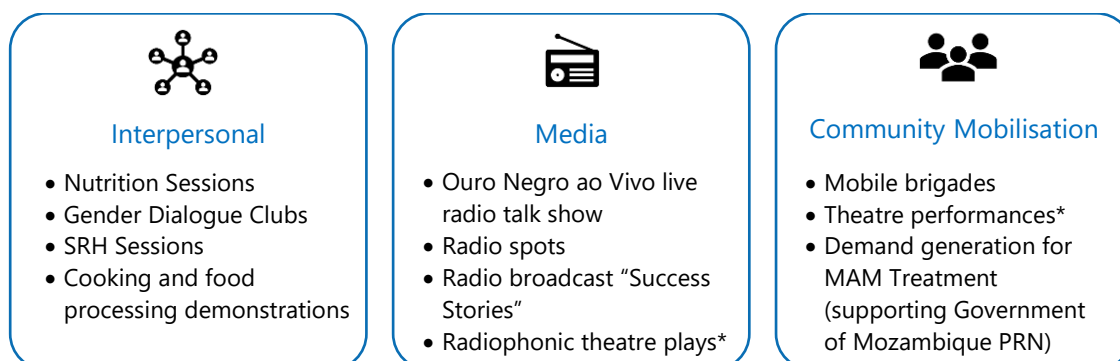 Interpersonal
• Nutrition Sessions
• Gender Dialogue Clubs
• SRH Sessions
• Cooking and food
processing demonstrations
Media
• Ouro Negro ao Vivo live
radio talk show
• Radio spots
• Radio broadcast “Success
Stories”
• Radiophonic theatre plays*
Community Mobilisation
• Mobile brigades
• Theatre performances*
• Demand generation for
MAM Treatment
(supporting Government
of Mozambique PRN)